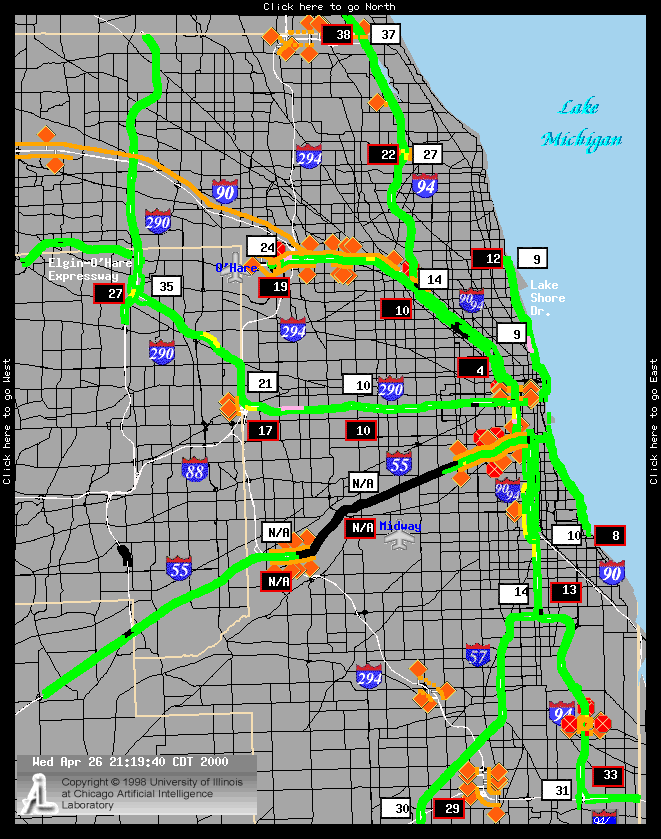 Click here to go North
38 37
Lake
Michigan
22 27
294
94
90
290
24
O'Hare
Elgin-O'Hare
Expressway
27 35
19
12 9
14
10
90/94
Lake
Shore
Dr.
294
9
290
4
21
10
290
17
10
Click here to go West
Click here to go East
55
88
N/A
90/94
N/A
Midway
N/A
10 8
55
N/A
90
14
13
57
294
94
33
31
30 29
Wed Apr 26 21:19:40 CDT 2000
Copyright © 1998 University of Illinois
at Chicago Artificial Intelligence
Laboratory